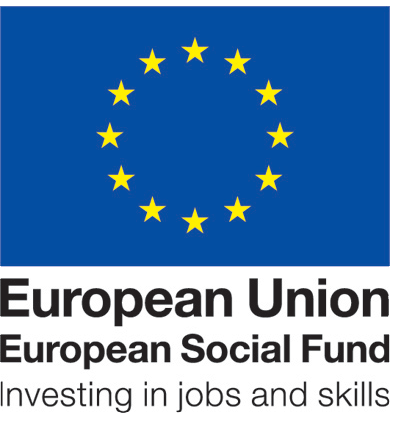 European Union
European Social Fund
Investing in jobs and skills